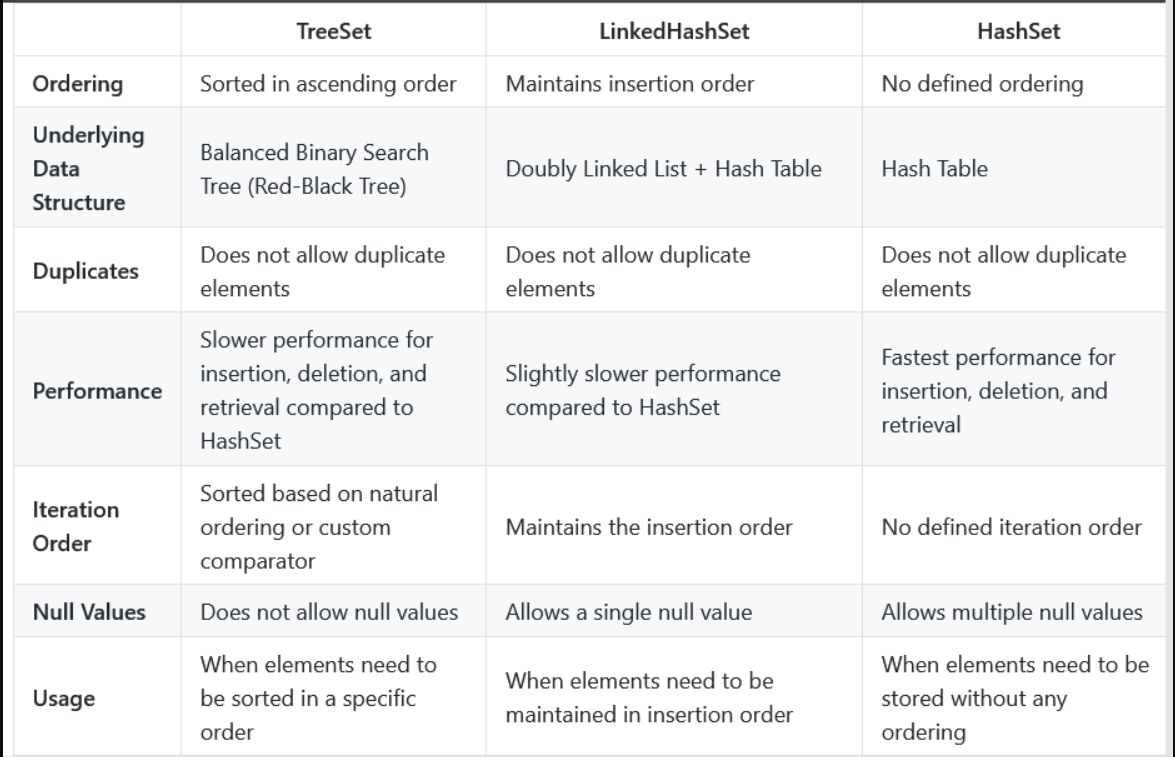 TreeSet LinkedHashSet HashSet
Ordering Sorted in ascending order Maintains insertion order No defined ordering
Underlying
Data
Structure
Balanced Binary Search
Tree (Red-Black Tree)
Doubly Linked List + Hash Table
Hash Table
Duplicates
Does not allow duplicate
elements
Does not allow duplicate
elements
Does not allow duplicate
elements
Performance
Slower performance for
insertion, deletion, and
retrieval compared to
HashSet
Slightly slower performance
compared to HashSet
Fastest performance for
insertion, deletion, and
retrieval
Iteration
Order
Sorted based on natural
ordering or custom
comparator
Maintains the insertion order
No defined iteration order
Null Values Does not allow null values Allows a single null value Allows multiple null values
Usage
When elements need to
be sorted in a specific
order
When elements need to be
maintained in insertion order
When elements need to be
stored without any
ordering